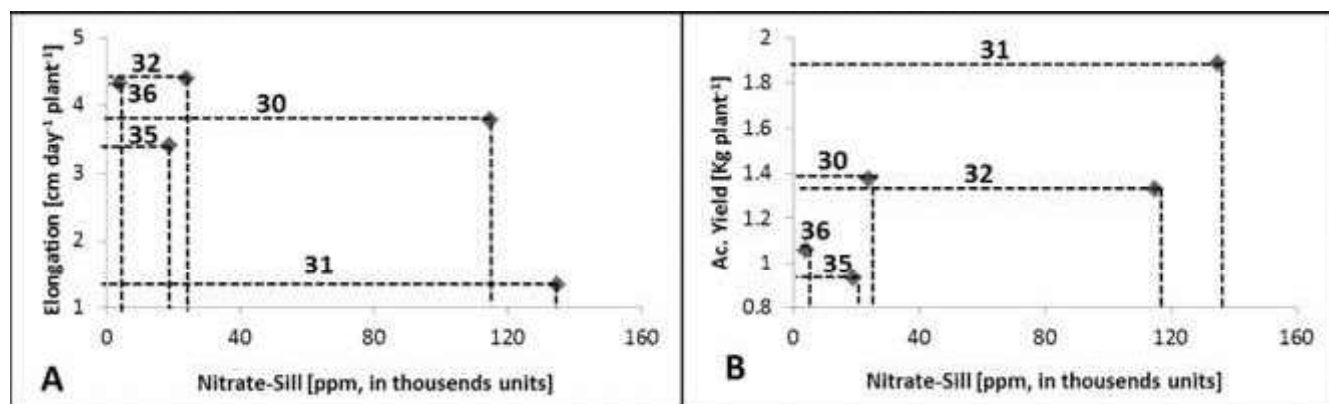 Elongation [cm day⁻¹ plant⁻¹]
5
4
3
2
1
32
36
30
35
31
0 40 80 120 160
A
Nitrate-Sill [ppm, in thousends units]
Ac. Yield [Kg plant⁻¹]
2
1.8
1.6
1.4
1.2
1
0.8
31
30
32
36
35
0 40 80 120 160
B
Nitrate-Sill [ppm, in thousends units]